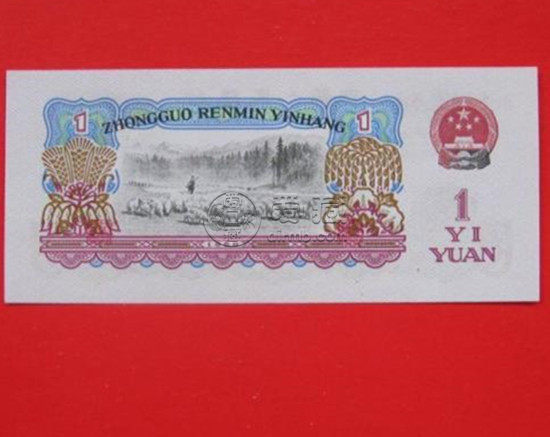 ZHONGGUO RENMIN YINHANG
1 1
1
YI
YUAN